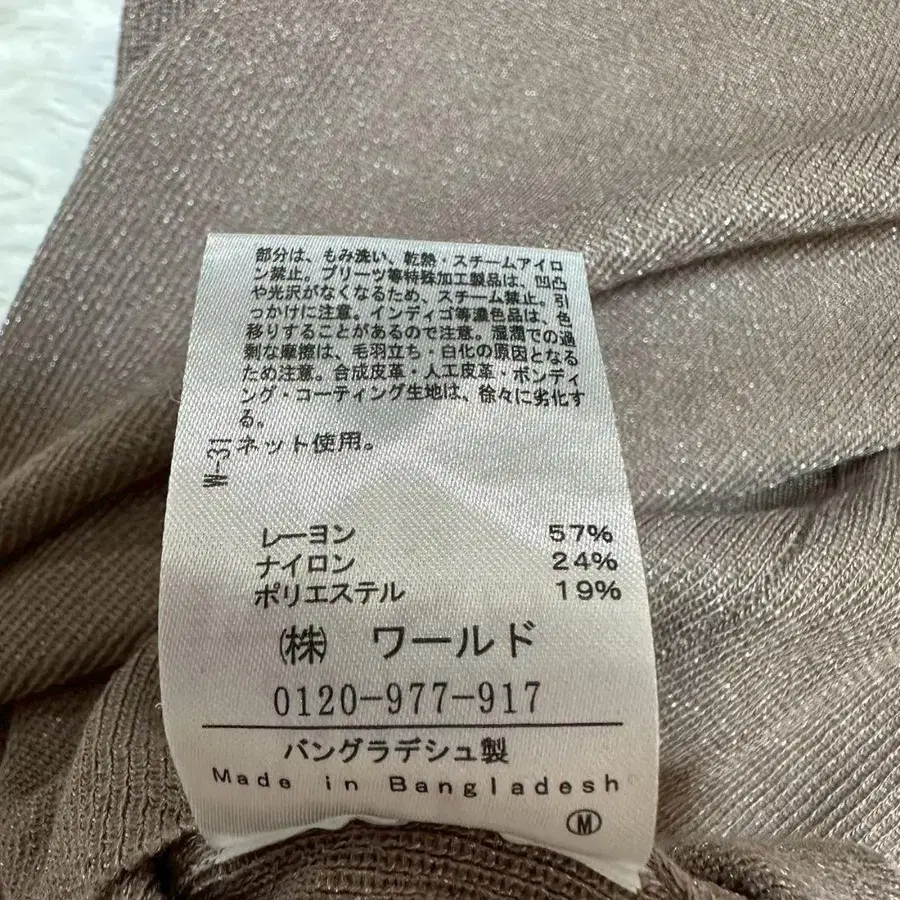 部分は、もみ洗い、乾熱・スチームアイロ
ン禁止。プリーツ等特殊加工製品は、凹凸
や光沢がなくなるため、スチーム禁止。引
っかけに注意。インディゴ等濃色品は、色
移りすることがあるので注意。湿潤での過
剰な摩擦は、毛羽立ち・白化の原因となる
ため注意。合成皮革・人工皮革・ボンディ
ング・コーティング生地は、徐々に劣化す
る。
ネット使用。
W-31
レーヨン 57%
ナイロン 24%
ポリエステル 19%
㈱ ワールド
0120-977-917
バングラデシュ製
Made in Bangladesh
Ⓜ